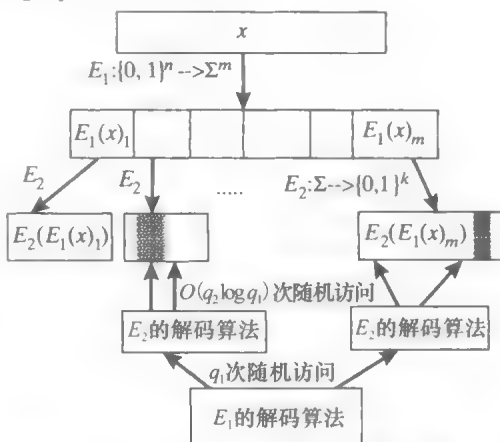 x
E₁:{0, 1}ⁿ-->Σᵐ
E₁(x)₁ E₁(x)ₘ
E₂ E₂ ..... E₂:Σ-->{0,1}ᵏ
E₂(E₁(x)₁) E₂(E₁(x)ₘ)
O(q₂logq₁)次随机访问
E₂的解码算法 E₂的解码算法
q₁次随机访问
E₁的解码算法